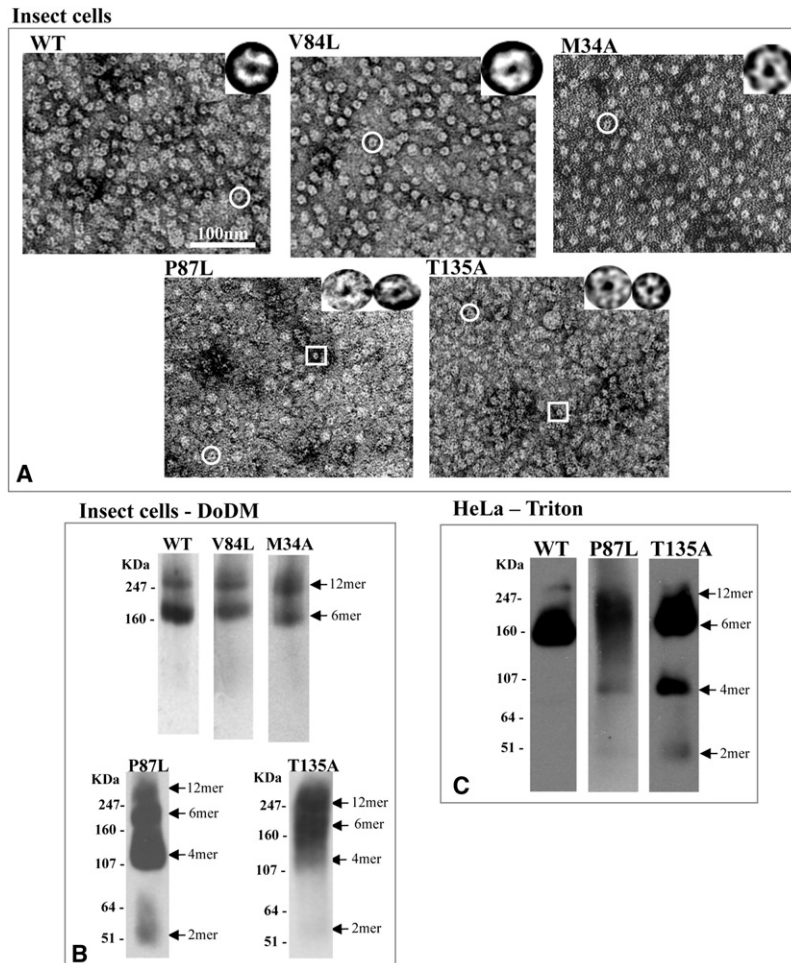 Insect cells
WT
V84L
M34A
100nm
P87L
T135A
A
Insect cells - DoDM
WT V84L M34A
KDa
247 -
160 -
12mer
6mer
P87L
KDa
247-
160 -
107 -
64 -
51 -
12mer
6mer
4mer
2mer
T135A
KDa
247-
160 -
107 -
64 -
51 -
12mer
6mer
4mer
2mer
B
HeLa – Triton
WT P87L T135A
KDa
247-
160 -
107 -
64 -
51 -
12mer
6mer
4mer
2mer
C